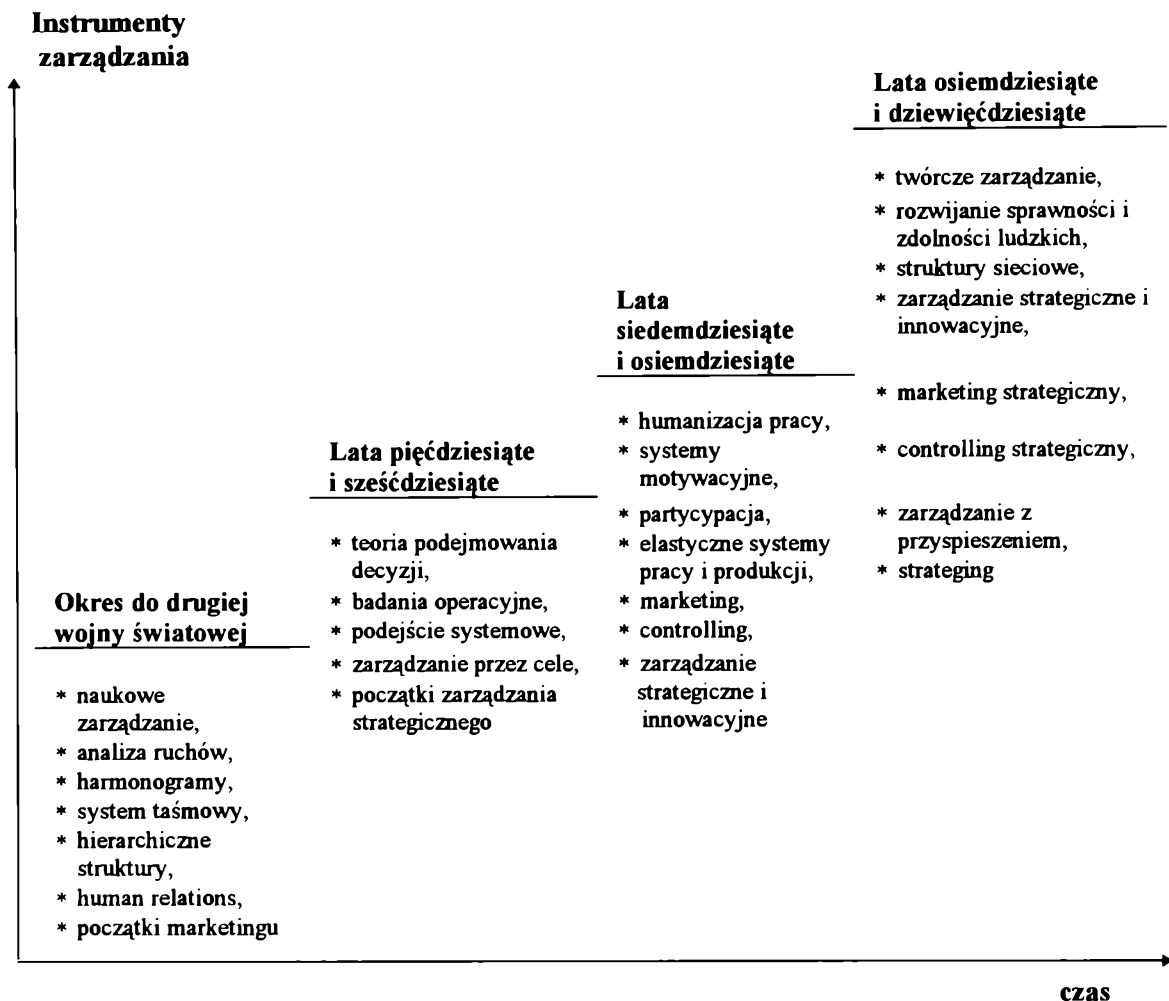 Instrumenty
zarządzania
Okres do drugiej
wojny światowej
* naukowe
zarządzanie,
* analiza ruchów,
* harmonogramy,
* system taśmowy,
* hierarchiczne
struktury,
* human relations,
* początki marketingu
Lata pięćdziesiąte
i sześćdziesiąte
* teoria podejmowania
decyzji,
* badania operacyjne,
* podejście systemowe,
* zarządzanie przez cele,
* początki zarządzania
strategicznego
Lata
siedemdziesiąte
i osiemdziesiąte
* humanizacja pracy,
* systemy
motywacyjne,
* partycypacja,
* elastyczne systemy
pracy i produkcji,
* marketing,
* controlling,
* zarządzanie
strategiczne i
innowacyjne
Lata osiemdziesiąte
i dziewięćdziesiąte
* twórcze zarządzanie,
* rozwijanie sprawności i
zdolności ludzkich,
* struktury sieciowe,
* zarządzanie strategiczne i
innowacyjne,
* marketing strategiczny,
* controlling strategiczny,
* zarządzanie z
przyspieszeniem,
* strateging
czas